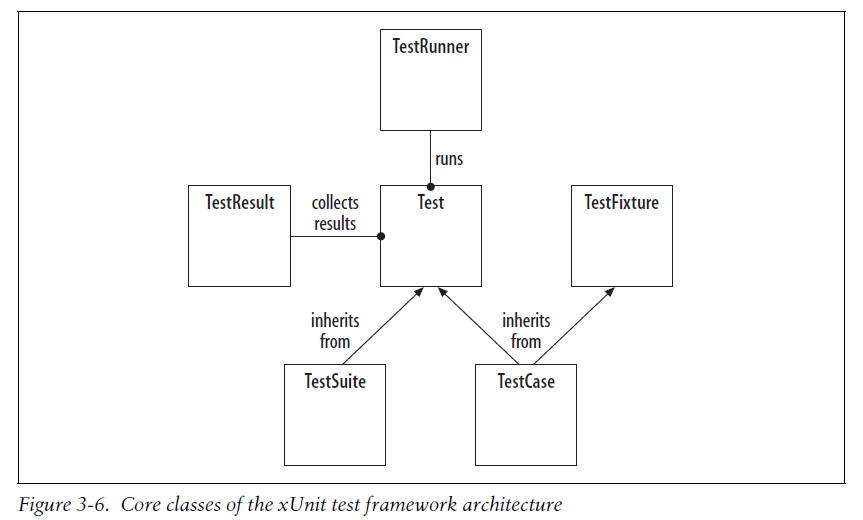 TestRunner
runs
TestResult
collects
results
Test
TestFixture
inherits
from
inherits
from
TestSuite
TestCase
Figure 3-6. Core classes of the xUnit test framework architecture